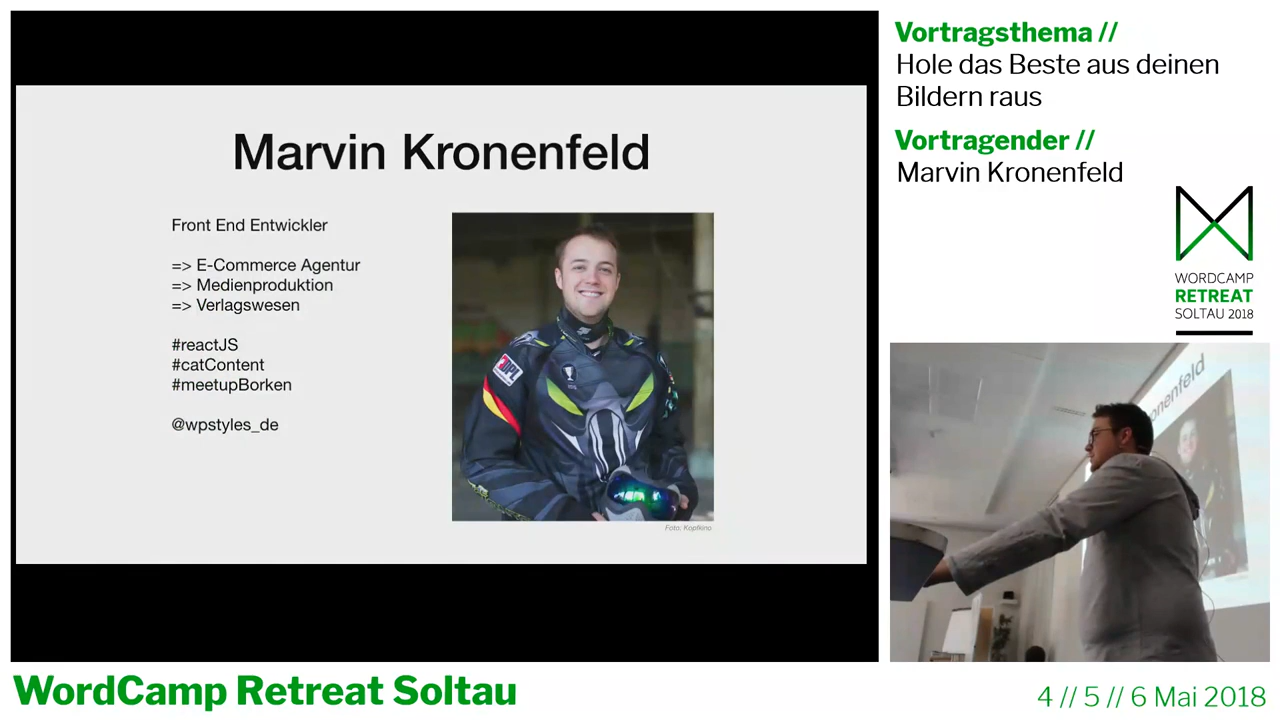 Marvin Kronenfeld
Front End Entwickler
=> E-Commerce Agentur
=> Medienproduktion
=> Verlagswesen
#reactJS
#catContent
#meetupBorken
@wpstyles_de
DPL
Foto: Kopfkino
Vortragsthema //
Hole das Beste aus deinen
Bildern raus
Vortragender //
Marvin Kronenfeld
WORDCAMP
RETREAT
SOLTAU 2018
onenfeld
WordCamp Retreat Soltau
4 // 5 // 6 Mai 2018